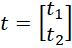 t = [t₁
t₂]